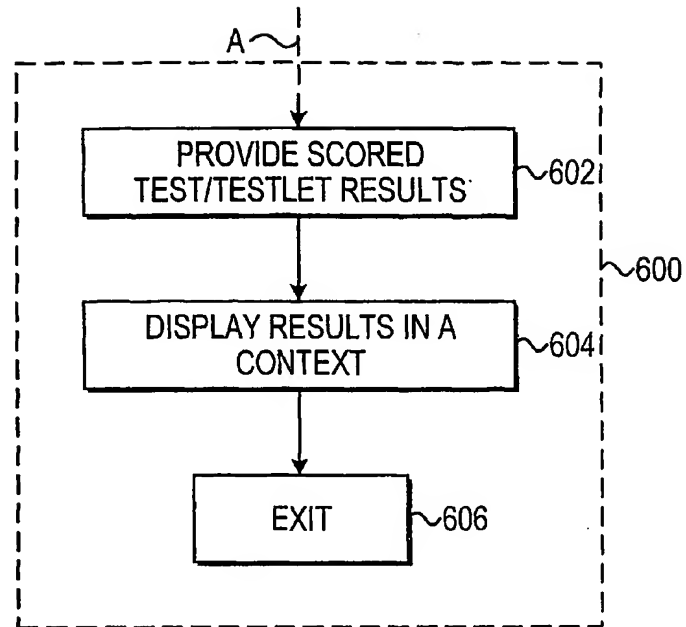 A
PROVIDE SCORED
TEST/TESTLET RESULTS
602
600
DISPLAY RESULTS IN A
CONTEXT
604
EXIT
606